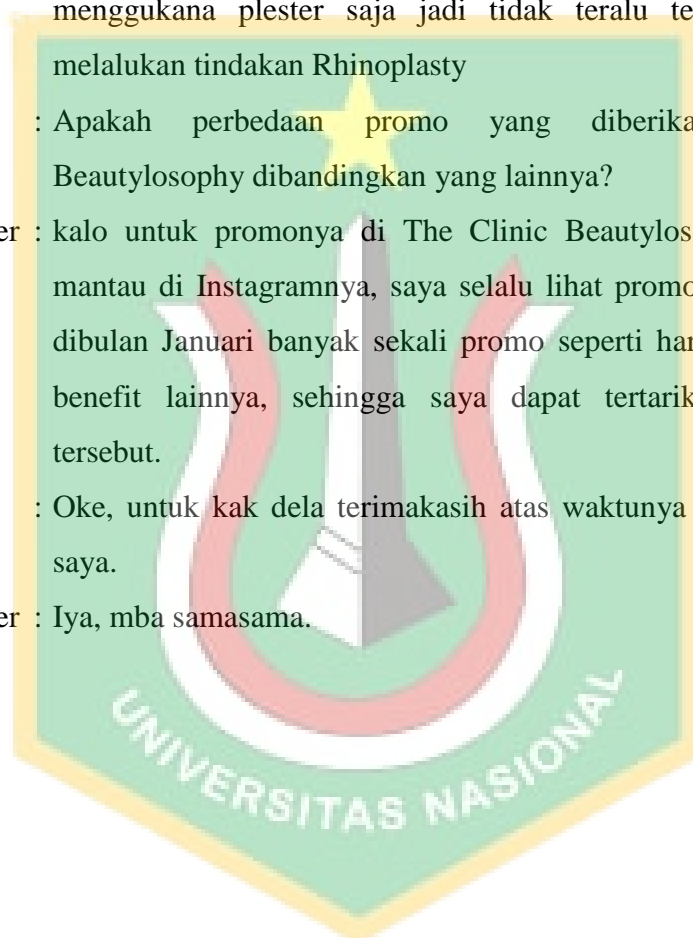 menggukana plester saja jadi tidak teralu te
melalukan tindakan Rhinoplasty
: Apakah perbedaan promo yang diberika
Beautylosophy dibandingkan yang lainnya?
er : kalo untuk promonya di The Clinic Beautylos
mantau di Instagramnya, saya selalu lihat promo
dibulan Januari banyak sekali promo seperti har
benefit lainnya, sehingga saya dapat tertarik
tersebut.
: Oke, untuk kak dela terimakasih atas waktunya
saya.
er : Iya, mba samasama.
UNIVERSITAS NASIONAL